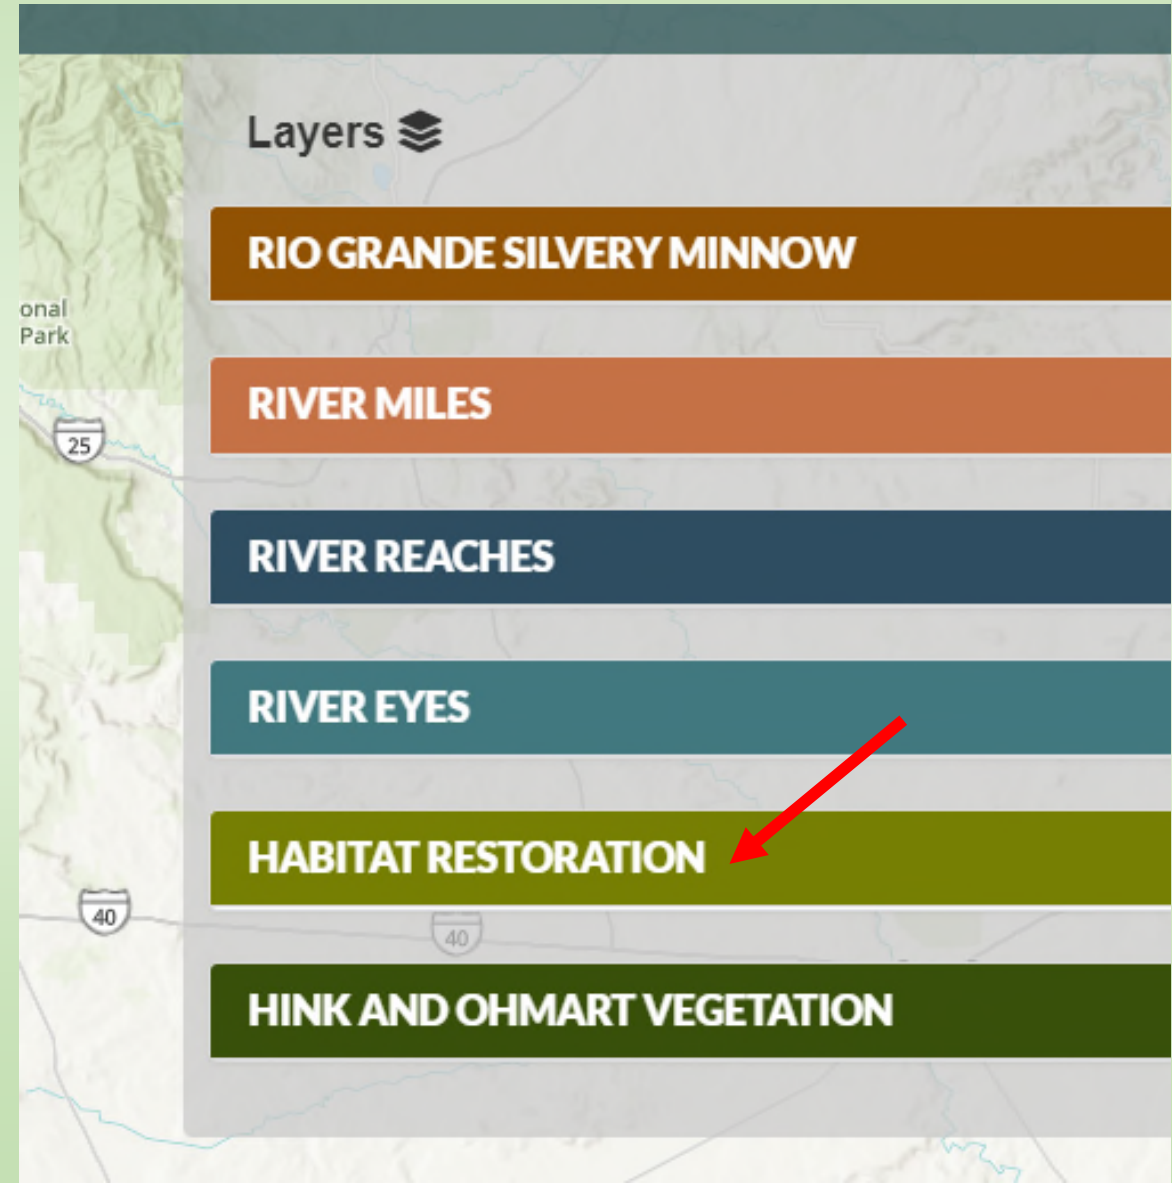 Layers
RIO GRANDE SILVERY MINNOW
onal
Park
RIVER MILES
25
RIVER REACHES
RIVER EYES
HABITAT RESTORATION
40
40
HINK AND OHMART VEGETATION